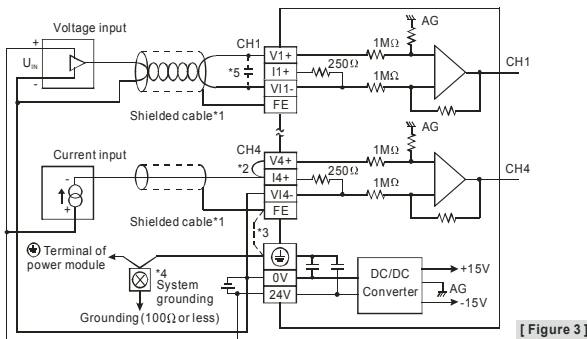 Voltage input
+
UIN
-
Shielded cable*1
CH1
*5
V1+
I1+
VI1-
FE
250Ω
1MΩ
1MΩ
AG
CH1
Current input
-
+
Shielded cable*1
CH4
*2
V4+
I4+
VI4-
FE
250Ω
1MΩ
1MΩ
AG
CH4
*3
Terminal of
power module
*4
System
grounding
Grounding (100Ω or less)
0V
24V
DC/DC
Converter
+15V
AG
-15V
[ Figure 3 ]